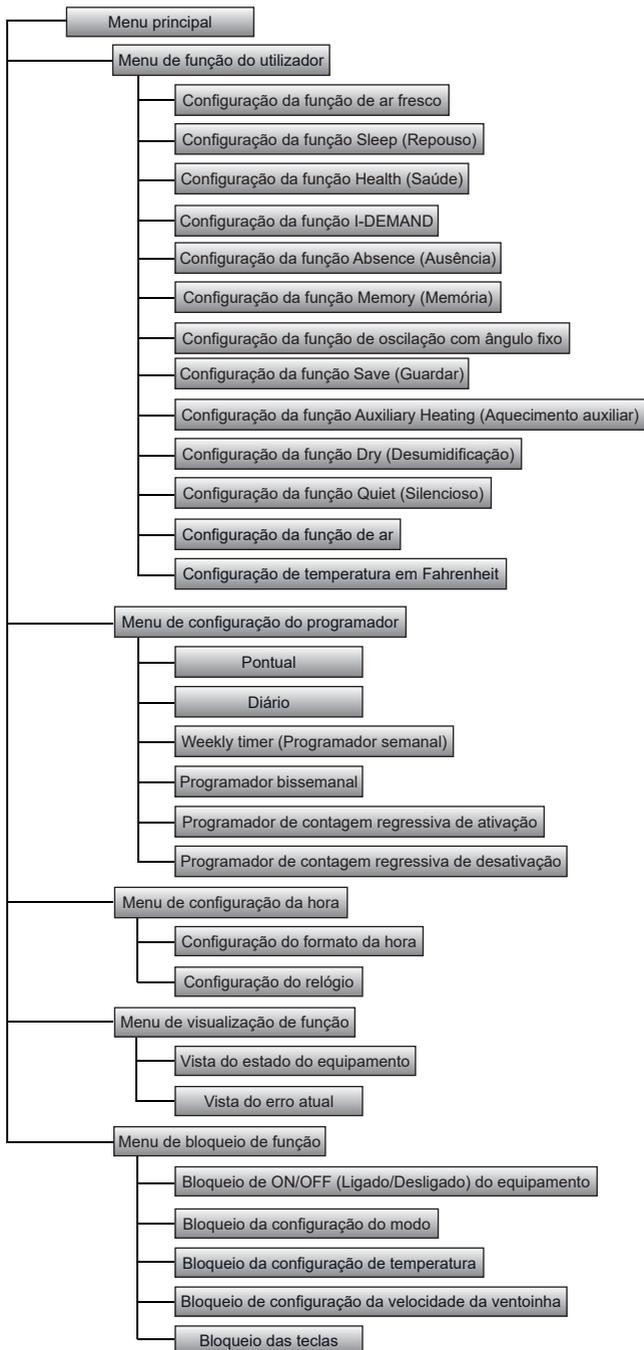 Menu principal
Menu de função do utilizador
Configuração da função de ar fresco
Configuração da função Sleep (Repouso)
Configuração da função Health (Saúde)
Configuração da função I-DEMAND
Configuração da função Absence (Ausência)
Configuração da função Memory (Memória)
Configuração da função de oscilação com ângulo fixo
Configuração da função Save (Guardar)
Configuração da função Auxiliary Heating (Aquecimento auxiliar)
Configuração da função Dry (Desumidificação)
Configuração da função Quiet (Silencioso)
Configuração da função de ar
Configuração de temperatura em Fahrenheit
Menu de configuração do programador
Pontual
Diário
Weekly timer (Programador semanal)
Programador bissemanal
Programador de contagem regressiva de ativação
Programador de contagem regressiva de desativação
Menu de configuração da hora
Configuração do formato da hora
Configuração do relógio
Menu de visualização de função
Vista do estado do equipamento
Vista do erro atual
Menu de bloqueio de função
Bloqueio de ON/OFF (Ligado/Desligado) do equipamento
Bloqueio da configuração do modo
Bloqueio da configuração de temperatura
Bloqueio de configuração da velocidade da ventoinha
Bloqueio das teclas